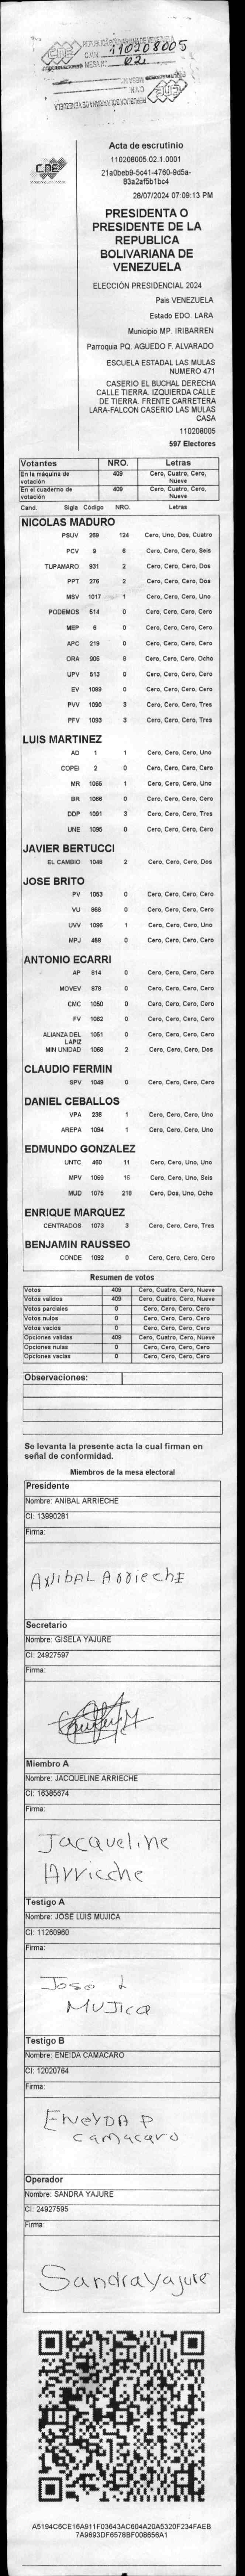 REPUBLICA BOLIVARIANA DE VENEZUELA
C.N.V. 110208005
MESA Nº 02.
CNE
Acta de escrutinio
110208005.02.1.0001
21a0beb9-5c41-4760-9d5a-
83a2af5b1bc4
28/07/2024 07:09:13 PM
PRESIDENTA O
PRESIDENTE DE LA
REPUBLICA
BOLIVARIANA DE
VENEZUELA
ELECCIÓN PRESIDENCIAL 2024
Pais VENEZUELA
Estado EDO. LARA
Municipio MP. IRIBARREN
Parroquia PQ. AGUEDO F. ALVARADO
ESCUELA ESTADAL LAS MULAS
NUMERO 471
CASERIO EL BUCHAL DERECHA
CALLE TIERRA. IZQUIERDA CALLE
DE TIERRA. FRENTE CARRETERA
LARA-FALCON CASERIO LAS MULAS
CASA
110208005
597 Electores
Votantes NRO. Letras
En la máquina de votación 409 Cero, Cuatro, Cero, Nueve
En el cuaderno de votación 409 Cero, Cuatro, Cero, Nueve
Cand. Sigla Código NRO. Letras
NICOLAS MADURO
PSUV 269 124 Cero, Uno, Dos, Cuatro
PCV 9 6 Cero, Cero, Cero, Seis
TUPAMARO 931 2 Cero, Cero, Cero, Dos
PPT 276 2 Cero, Cero, Cero, Dos
MSV 1017 1 Cero, Cero, Cero, Uno
PODEMOS 514 0 Cero, Cero, Cero, Cero
MEP 6 0 Cero, Cero, Cero, Cero
APC 219 0 Cero, Cero, Cero, Cero
ORA 906 8 Cero, Cero, Cero, Ocho
UPV 513 0 Cero, Cero, Cero, Cero
EV 1089 0 Cero, Cero, Cero, Cero
PVV 1090 3 Cero, Cero, Cero, Tres
PFV 1093 3 Cero, Cero, Cero, Tres
LUIS MARTINEZ
AD 1 1 Cero, Cero, Cero, Uno
COPEI 2 0 Cero, Cero, Cero, Cero
MR 1065 1 Cero, Cero, Cero, Uno
BR 1066 0 Cero, Cero, Cero, Cero
DDP 1091 3 Cero, Cero, Cero, Tres
UNE 1095 0 Cero, Cero, Cero, Cero
JAVIER BERTUCCI
EL CAMBIO 1048 2 Cero, Cero, Cero, Dos
JOSE BRITO
PV 1053 0 Cero, Cero, Cero, Cero
VU 868 0 Cero, Cero, Cero, Cero
UVV 1096 1 Cero, Cero, Cero, Uno
MPJ 458 0 Cero, Cero, Cero, Cero
ANTONIO ECARRI
AP 814 0 Cero, Cero, Cero, Cero
MOVEV 878 0 Cero, Cero, Cero, Cero
CMC 1050 0 Cero, Cero, Cero, Cero
FV 1062 0 Cero, Cero, Cero, Cero
ALIANZA DEL LAPIZ 1051 0 Cero, Cero, Cero, Cero
MIN UNIDAD 1069 2 Cero, Cero, Cero, Dos
CLAUDIO FERMIN
SPV 1049 0 Cero, Cero, Cero, Cero
DANIEL CEBALLOS
VPA 236 1 Cero, Cero, Cero, Uno
AREPA 1094 1 Cero, Cero, Cero, Uno
EDMUNDO GONZALEZ
UNTC 460 11 Cero, Cero, Uno, Uno
MPV 1069 16 Cero, Cero, Uno, Seis
MUD 1075 218 Cero, Dos, Uno, Ocho
ENRIQUE MARQUEZ
CENTRADOS 1073 3 Cero, Cero, Cero, Tres
BENJAMIN RAUSSEO
CONDE 1092 0 Cero, Cero, Cero, Cero
Resumen de votos
Votos 409 Cero, Cuatro, Cero, Nueve
Votos validos 409 Cero, Cuatro, Cero, Nueve
Votos parciales 0 Cero, Cero, Cero, Cero
Votos nulos 0 Cero, Cero, Cero, Cero
Votos vacios 0 Cero, Cero, Cero, Cero
Opciones validas 409 Cero, Cuatro, Cero, Nueve
Opciones nulas 0 Cero, Cero, Cero, Cero
Opciones vacias 0 Cero, Cero, Cero, Cero
Observaciones:
Se levanta la presente acta la cual firman en
señal de conformidad.
Miembros de la mesa electoral
Presidente
Nombre: ANIBAL ARRIECHE
CI: 13990281
Firma:
ANIBAL Arriechi
Secretario
Nombre: GISELA YAJURE
CI: 24927597
Firma:
Miembro A
Nombre: JACQUELINE ARRIECHE
CI: 16385674
Firma:
Jacqueline
Arrieche
Testigo A
Nombre: JOSE LUIS MUJICA
CI: 11260960
Firma:
Jose L
MUJica
Testigo B
Nombre: ENEIDA CAMACARO
CI: 12020764
Firma:
ENeYDA P
camacaro
Operador
Nombre: SANDRA YAJURE
CI: 24927595
Firma:
Sandra Yajure
A5194C6CE16A911F03643AC604A20A5320F234FAEB
7A9693DF6578BF008656A1